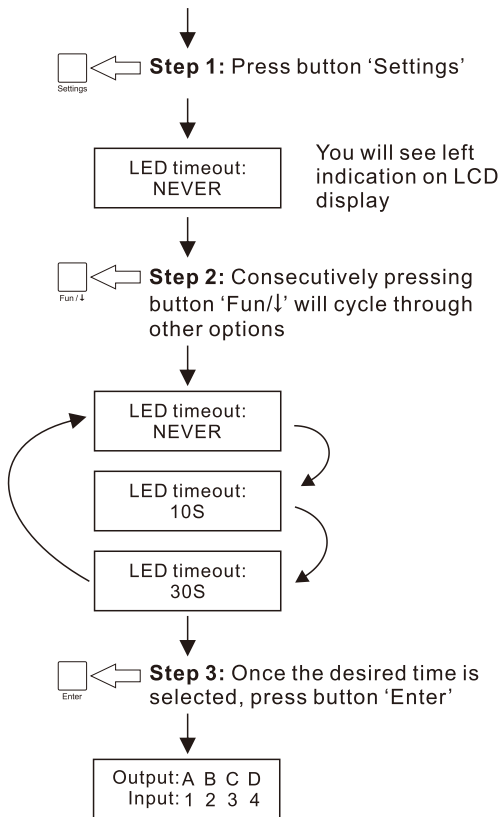 Step 1: Press button ‘Settings’
Settings
LED timeout:
NEVER
You will see left
indication on LCD
display
Step 2: Consecutively pressing
button ‘Fun/↓’ will cycle through
other options
Fun / ↓
LED timeout:
NEVER
LED timeout:
10S
LED timeout:
30S
Step 3: Once the desired time is
selected, press button ‘Enter’
Enter
Output: A B C D
Input: 1 2 3 4